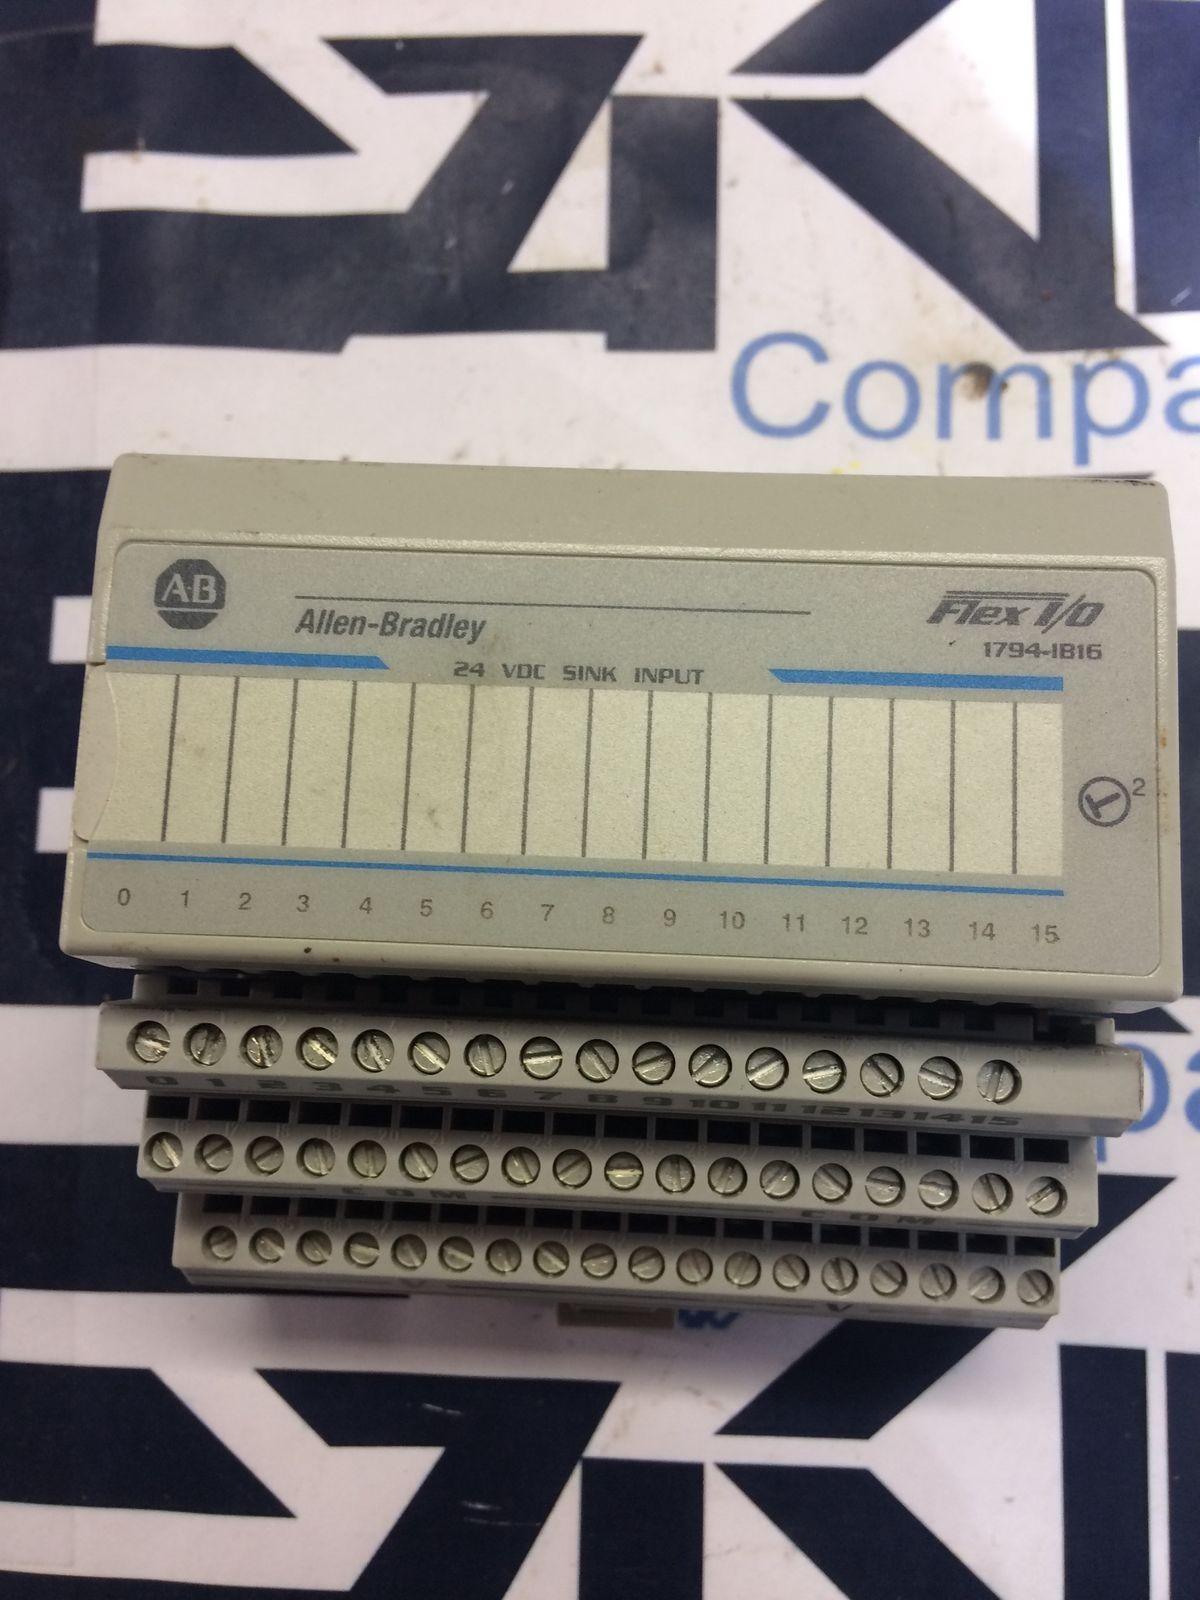 Compa
AB
Allen-Bradley
Flex I/O
1794-IB16
24 VDC SINK INPUT
2
0 1 2 3 4 5 6 7 8 9 10 11 12 13 14 15
0 1 2 3 4 5 6 7 8 9 10 11 12 13 14 15
COM COM
V V